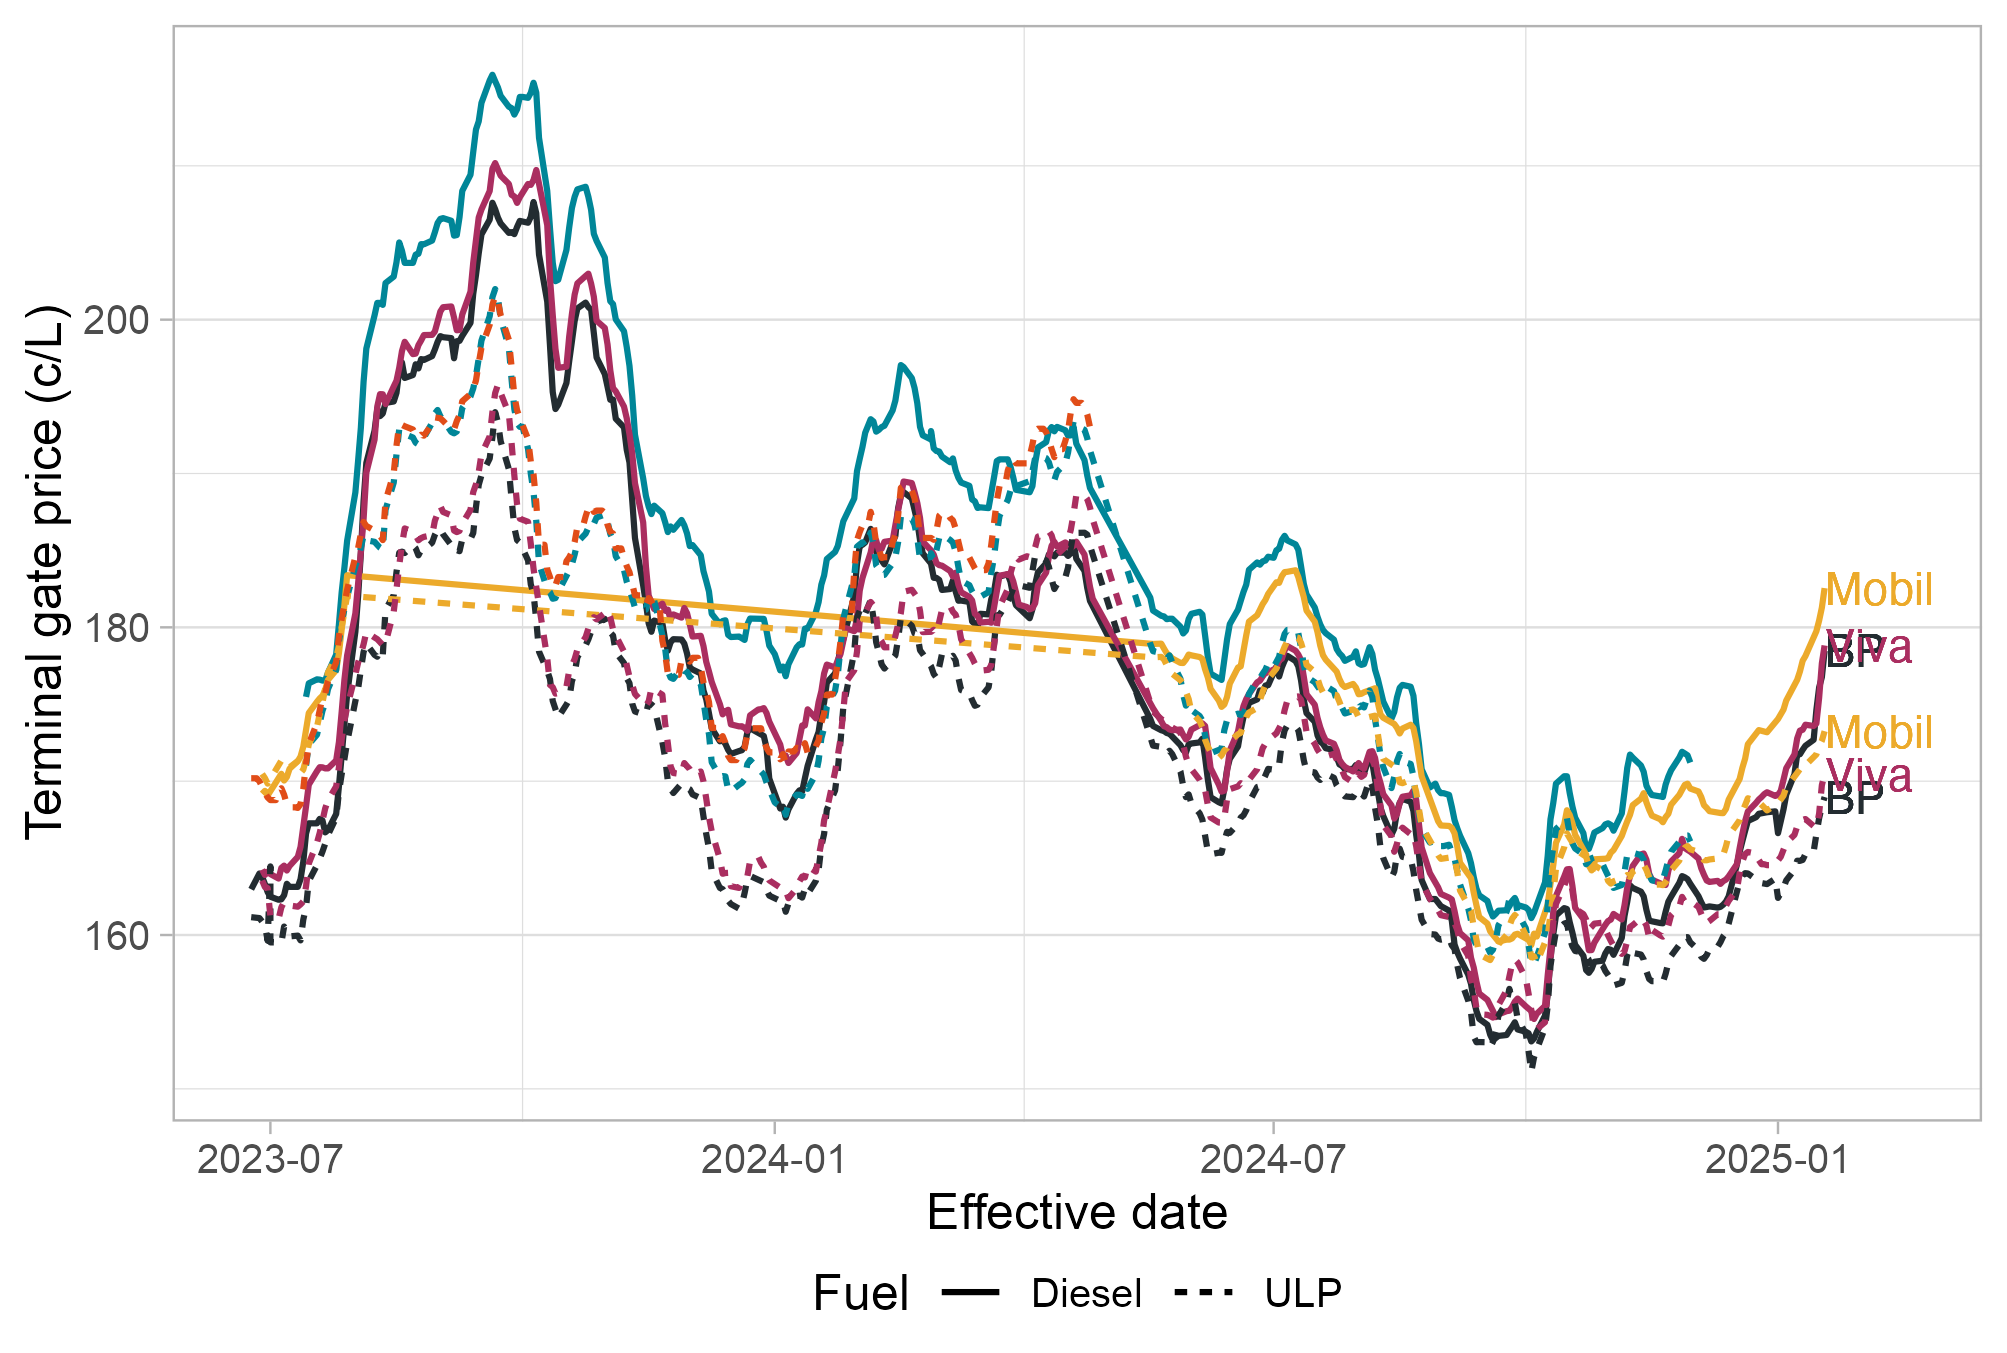 Terminal gate price (c/L)
200
180
160
Mobil
Viva
BP
Mobil
Viva
BP
2023-07
2024-01
2024-07
2025-01
Effective date
Fuel
Diesel
ULP